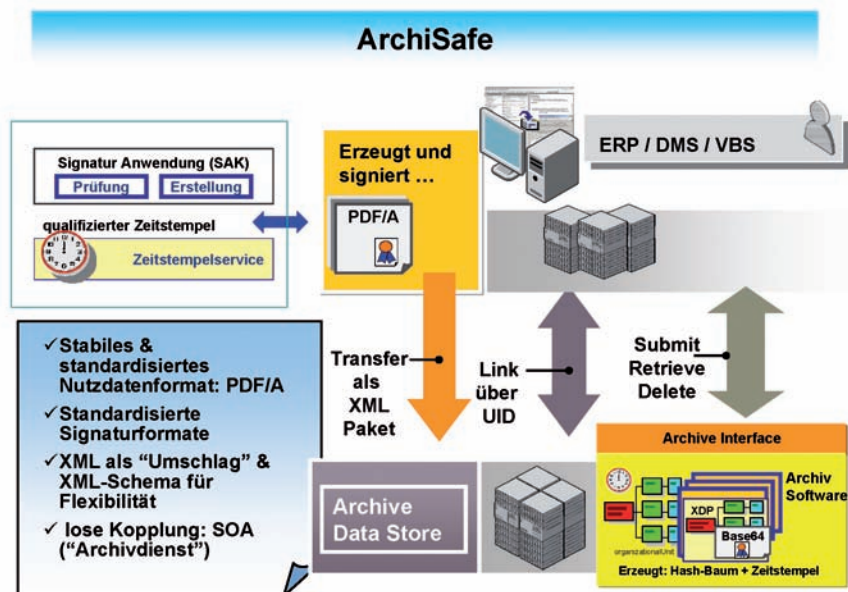 ArchiSafe
Signatur Anwendung (SAK)
Prüfung
Erstellung
qualifizierter Zeitstempel
Zeitstempelservice
Erzeugt und
signiert ...
PDF/A
ERP / DMS / VBS
✓ Stabiles &
standardisiertes
Nutzdatenformat: PDF/A
✓ Standardisierte
Signaturformate
✓ XML als “Umschlag” &
XML-Schema für
Flexibilität
✓ lose Kopplung: SOA
(“Archivdienst”)
Transfer
als
XML
Paket
Link
über
UID
Submit
Retrieve
Delete
Archive
Data Store
Archive Interface
Archiv
Software
XDP
Base64
organizationalUnit
Erzeugt: Hash-Baum + Zeitstempel